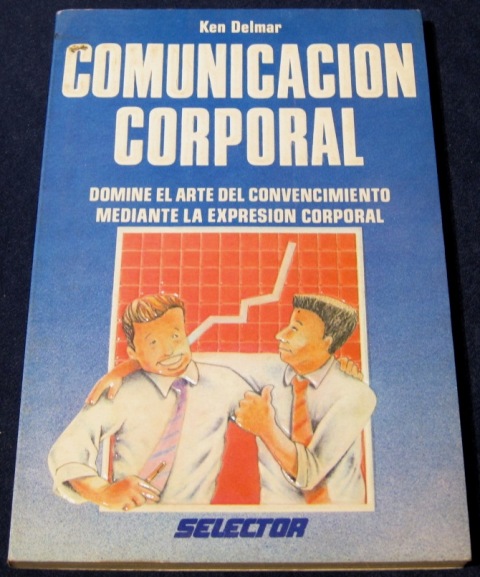 Ken Delmar
COMUNICACION
CORPORAL
DOMINE EL ARTE DEL CONVENCIMIENTO
MEDIANTE LA EXPRESION CORPORAL
SELECTOR